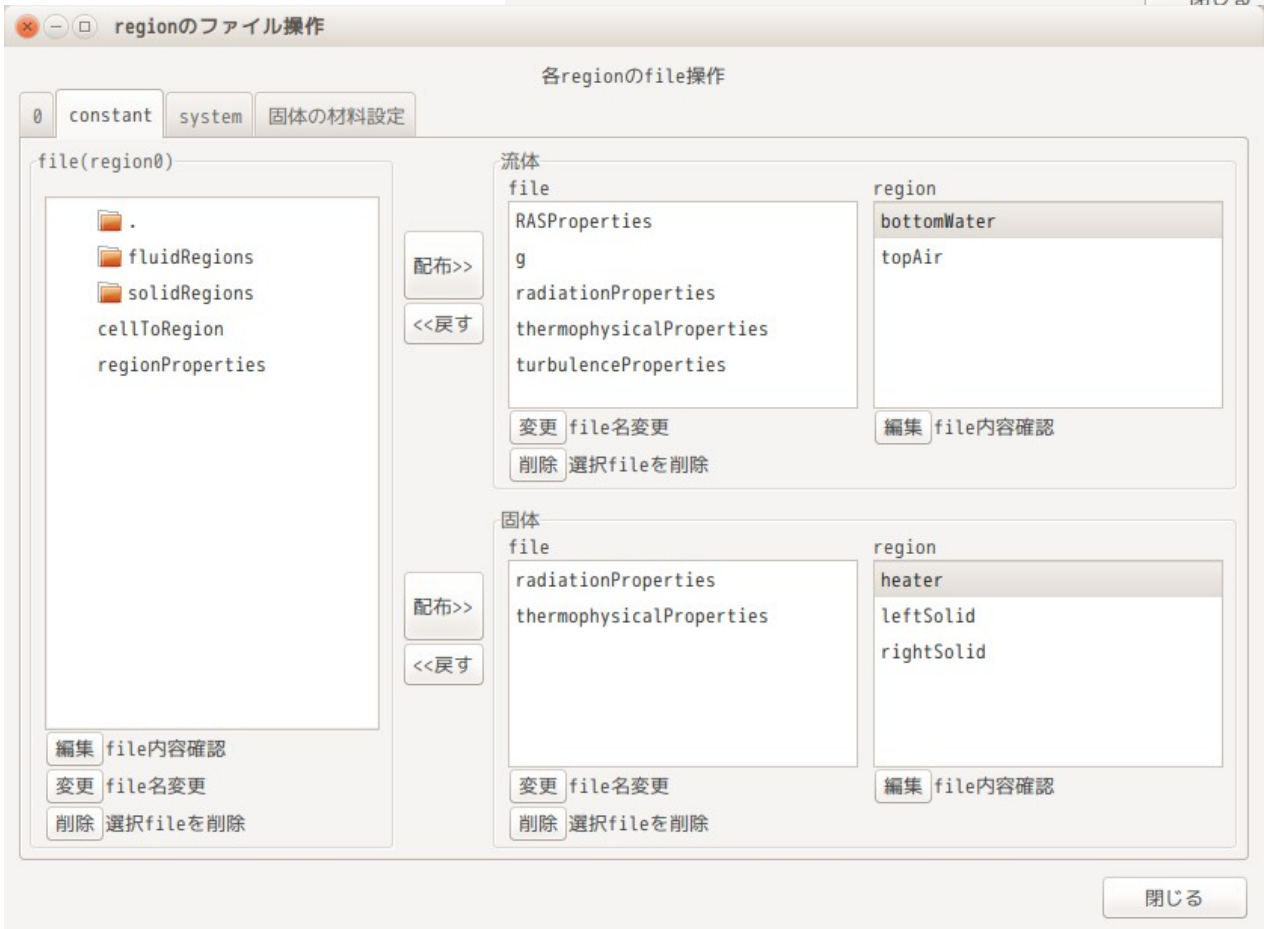 閉じる
regionのファイル操作
各regionのfile操作
0 constant system 固体の材料設定
file(region0)
.
fluidRegions
solidRegions
cellToRegion
regionProperties
編集 file内容確認
変更 file名変更
削除 選択fileを削除
配布>>
<<戻す
配布>>
<<戻す
流体
file
RASProperties
g
radiationProperties
thermophysicalProperties
turbulenceProperties
変更 file名変更
削除 選択fileを削除
region
bottomWater
topAir
編集 file内容確認
固体
file
radiationProperties
thermophysicalProperties
変更 file名変更
削除 選択fileを削除
region
heater
leftSolid
rightSolid
編集 file内容確認
閉じる